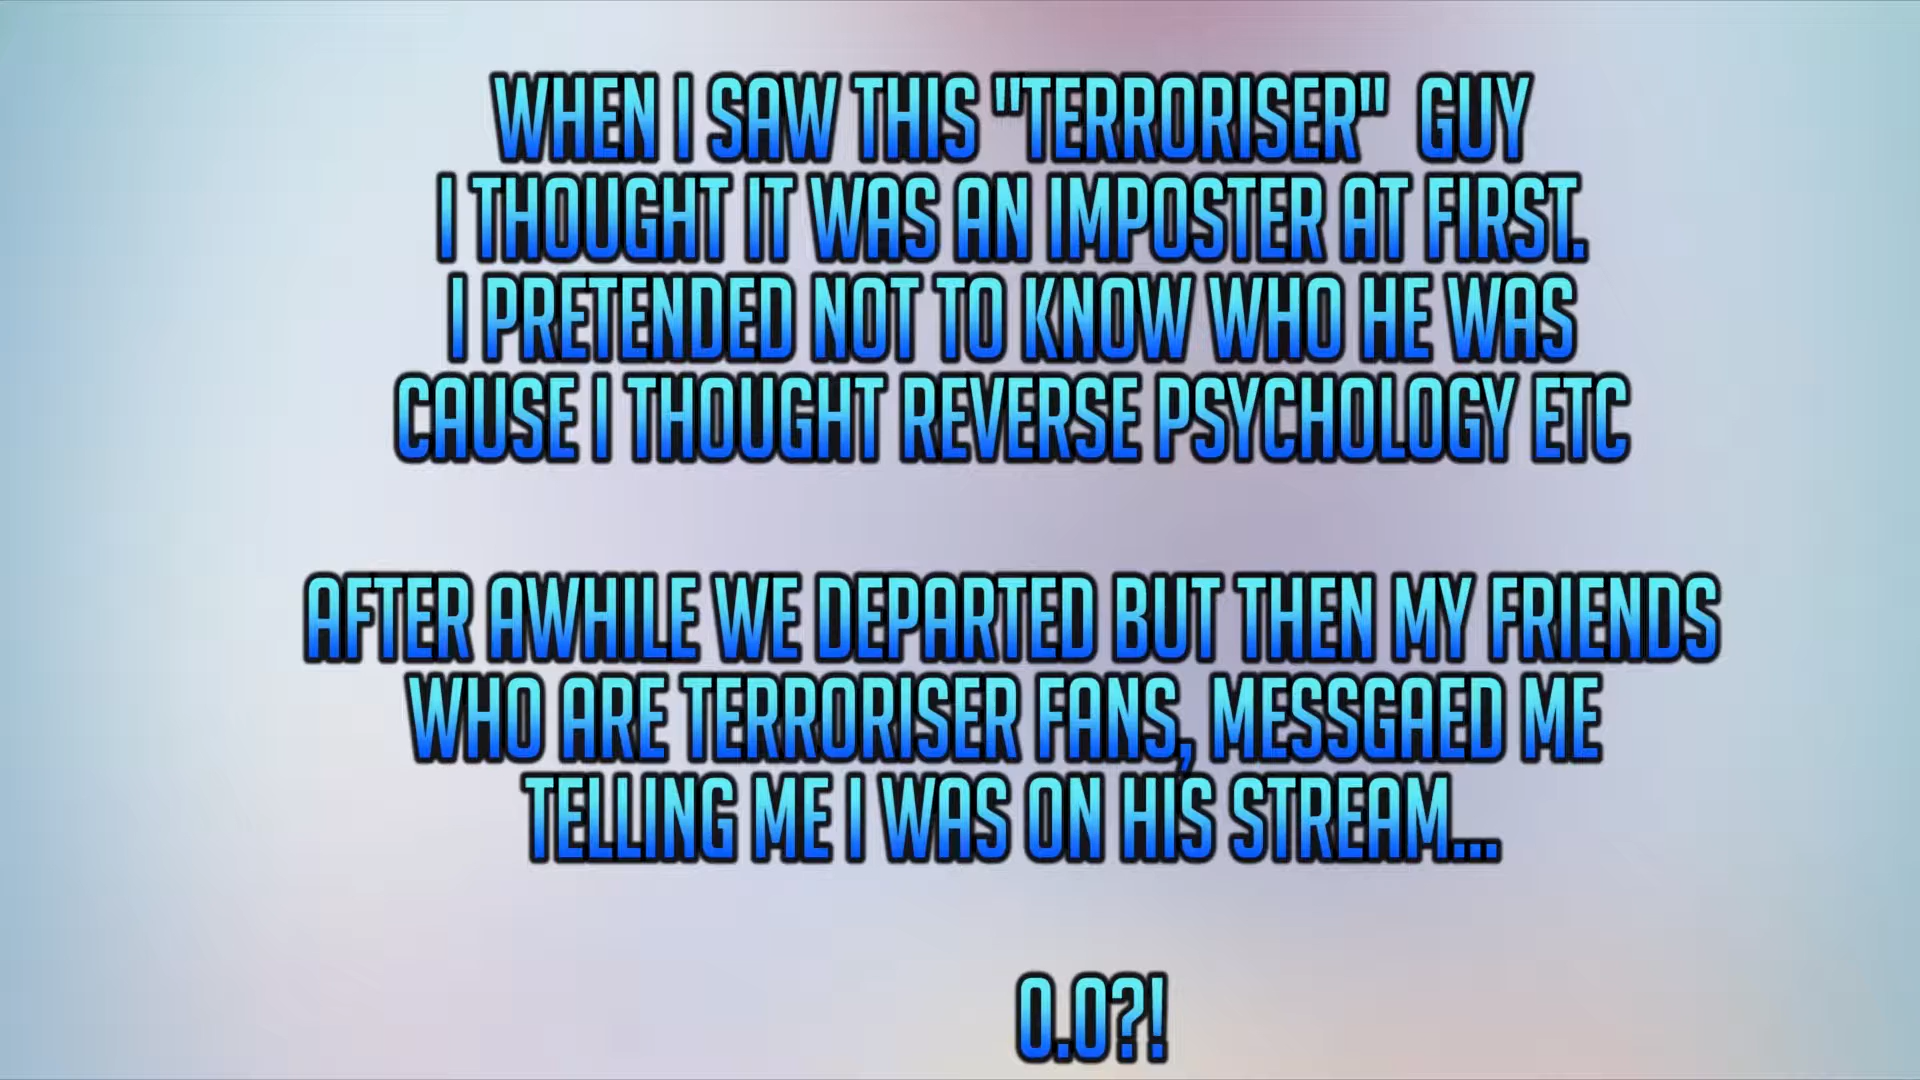 WHEN I SAW THIS "TERRORISER" GUY
I THOUGHT IT WAS AN IMPOSTER AT FIRST.
I PRETENDED NOT TO KNOW WHO HE WAS
CAUSE I THOUGHT REVERSE PSYCHOLOGY ETC
AFTER AWHILE WE DEPARTED BUT THEN MY FRIENDS
WHO ARE TERRORISER FANS, MESSGAED ME
TELLING ME I WAS ON HIS STREAM...
O.O?!